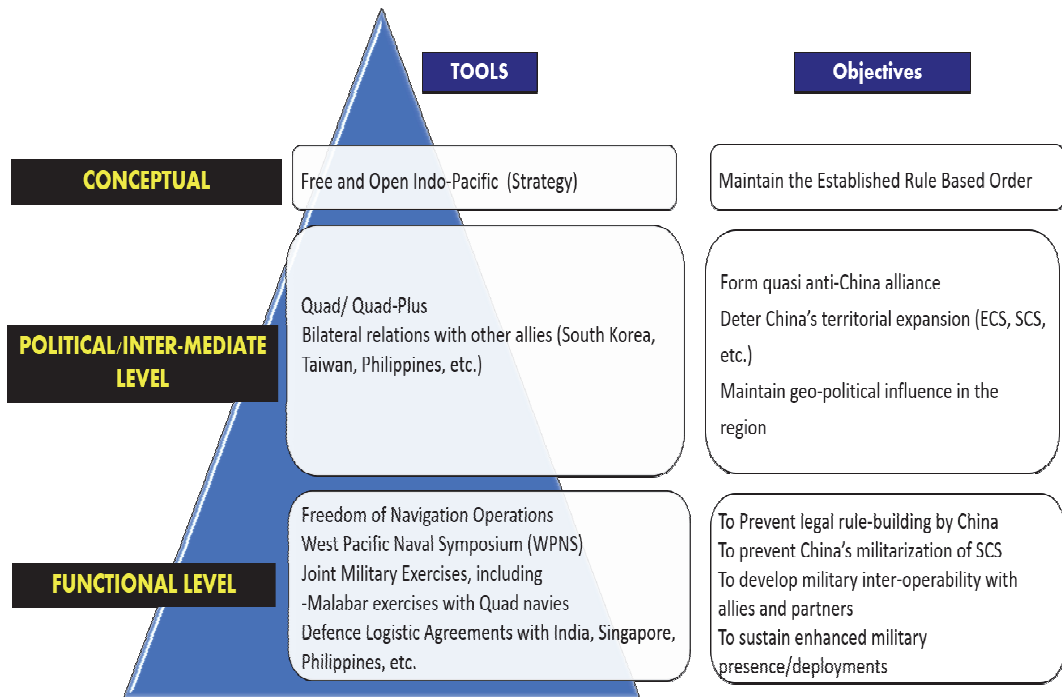 TOOLS
Objectives
CONCEPTUAL
Free and Open Indo-Pacific (Strategy)
Maintain the Established Rule Based Order
POLITICAL/INTER-MEDIATE
LEVEL
Quad/ Quad-Plus
Bilateral relations with other allies (South Korea,
Taiwan, Philippines, etc.)
Form quasi anti-China alliance
Deter China's territorial expansion (ECS, SCS,
etc.)
Maintain geo-political influence in the
region
FUNCTIONAL LEVEL
Freedom of Navigation Operations
West Pacific Naval Symposium (WPNS)
Joint Military Exercises, including
-Malabar exercises with Quad navies
Defence Logistic Agreements with India, Singapore,
Philippines, etc.
To Prevent legal rule-building by China
To prevent China's militarization of SCS
To develop military inter-operability with
allies and partners
To sustain enhanced military
presence/deployments